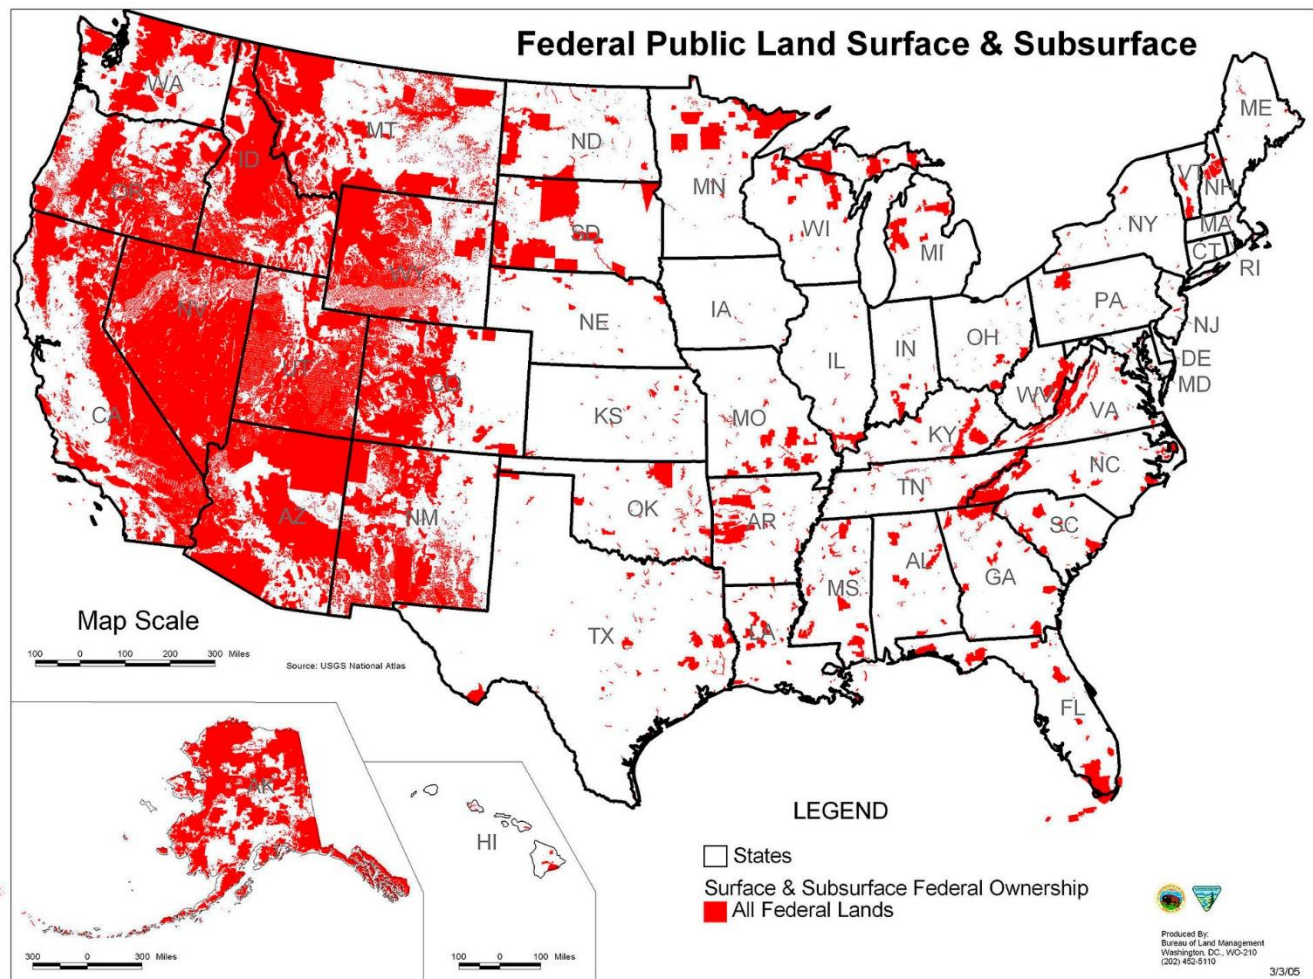 Federal Public Land Surface & Subsurface
WA
MT
ND
MN
ME
OR
ID
SD
WI
MI
VT
NH
NY
MA
CT
RI
WY
NE
IA
PA
NJ
NV
UT
CO
IL
IN
OH
DE
MD
WV
VA
CA
KS
MO
KY
NC
AZ
NM
OK
AR
TN
SC
MS
AL
GA
TX
LA
FL
Map Scale
100 0 100 200 300 Miles
Source: USGS National Atlas
AK
300 0 300 Miles
HI
100 0 100 Miles
LEGEND
States
Surface & Subsurface Federal Ownership
All Federal Lands
Produced By:
Bureau of Land Management
Washington, DC., WO-210
(202) 452-5110
3/3/05